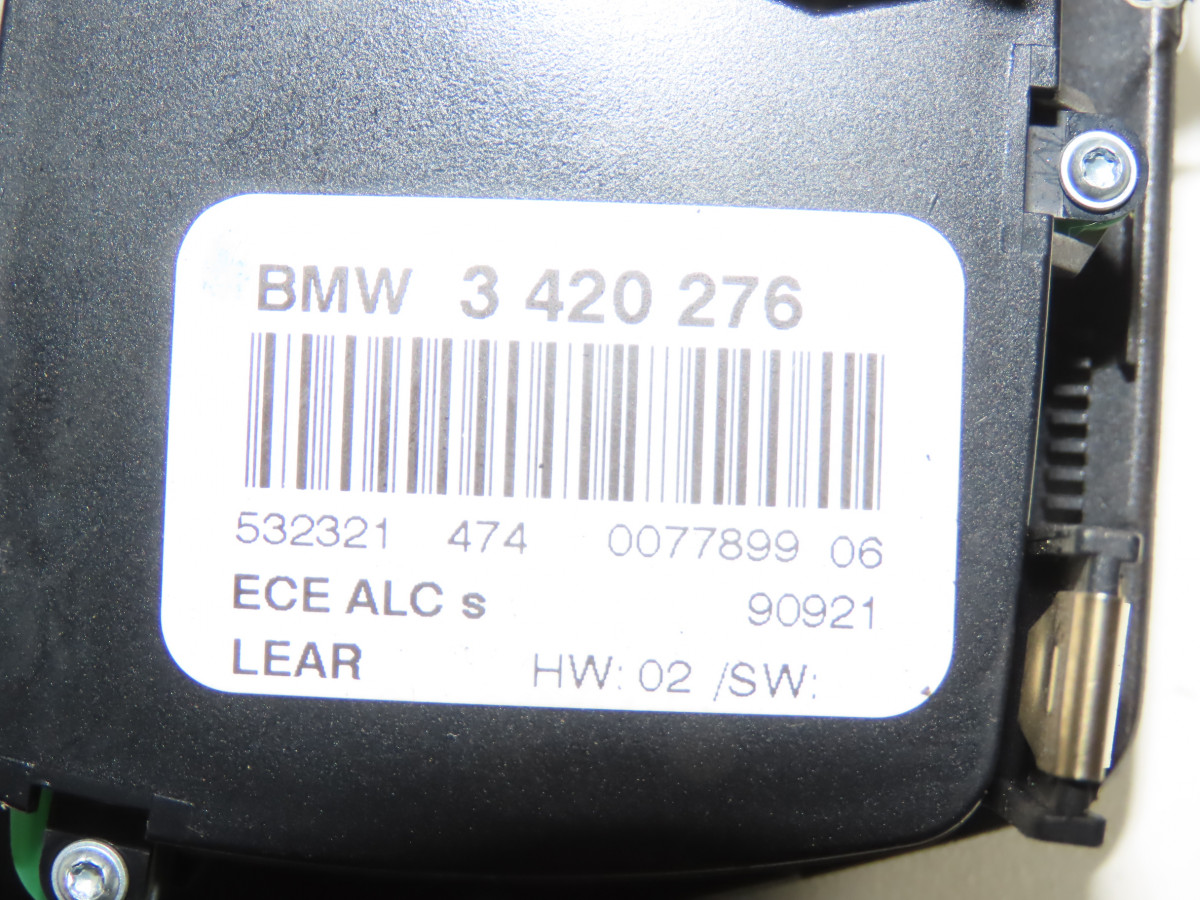 BMW 3 420 276
532321 474 0077899 06
ECE ALC s 90921
LEAR HW: 02 /SW: